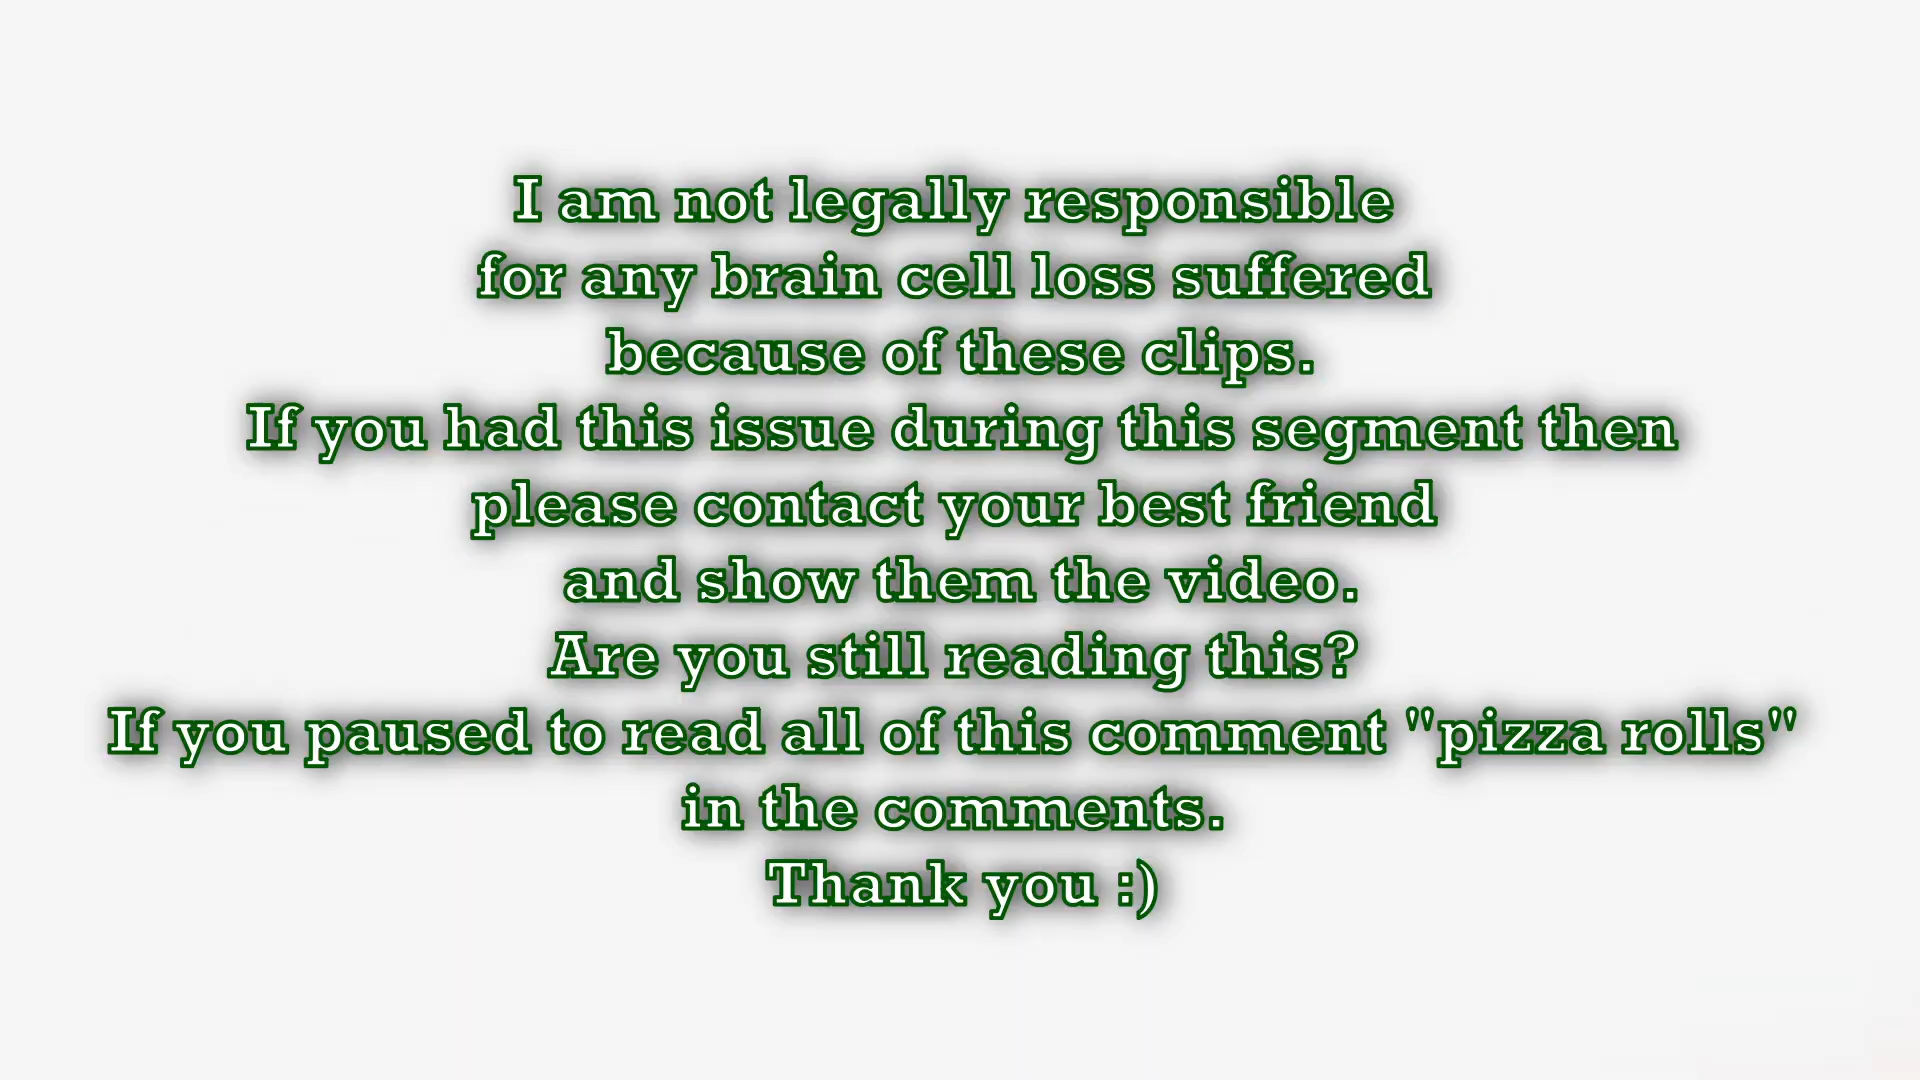 I am not legally responsible
for any brain cell loss suffered
because of these clips.
If you had this issue during this segment then
please contact your best friend
and show them the video.
Are you still reading this?
If you paused to read all of this comment "pizza rolls"
in the comments.
Thank you :)